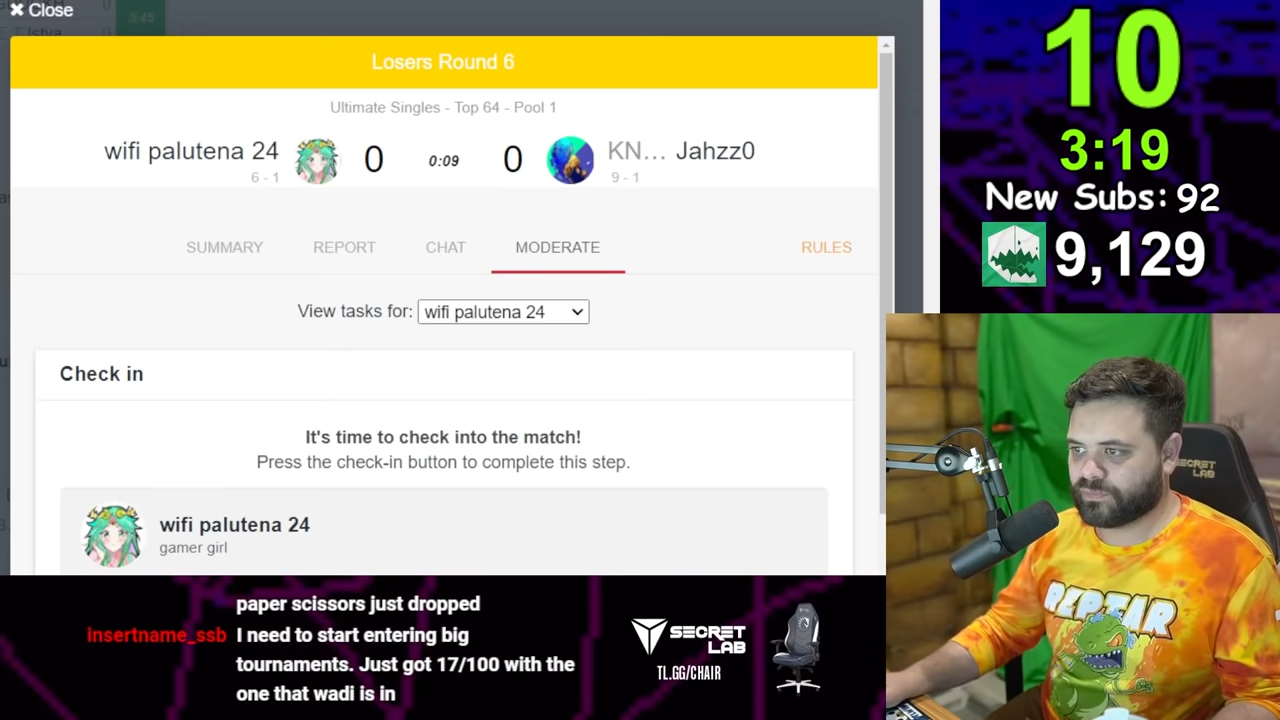 ✖ Close
Losers Round 6
Ultimate Singles - Top 64 - Pool 1
wifi palutena 24
6 - 1
0
0:09
0
KN... Jahzz0
9 - 1
SUMMARY
REPORT
CHAT
MODERATE
RULES
View tasks for: wifi palutena 24
Check in
It's time to check into the match!
Press the check-in button to complete this step.
wifi palutena 24
gamer girl
10
3:19
New Subs: 92
9,129
SECRET LAB
REPTAR
paper scissors just dropped
insertname_ssb I need to start entering big
tournaments. Just got 17/100 with the
one that wadi is in
SECRET
LAB
TL.GG/CHAIR